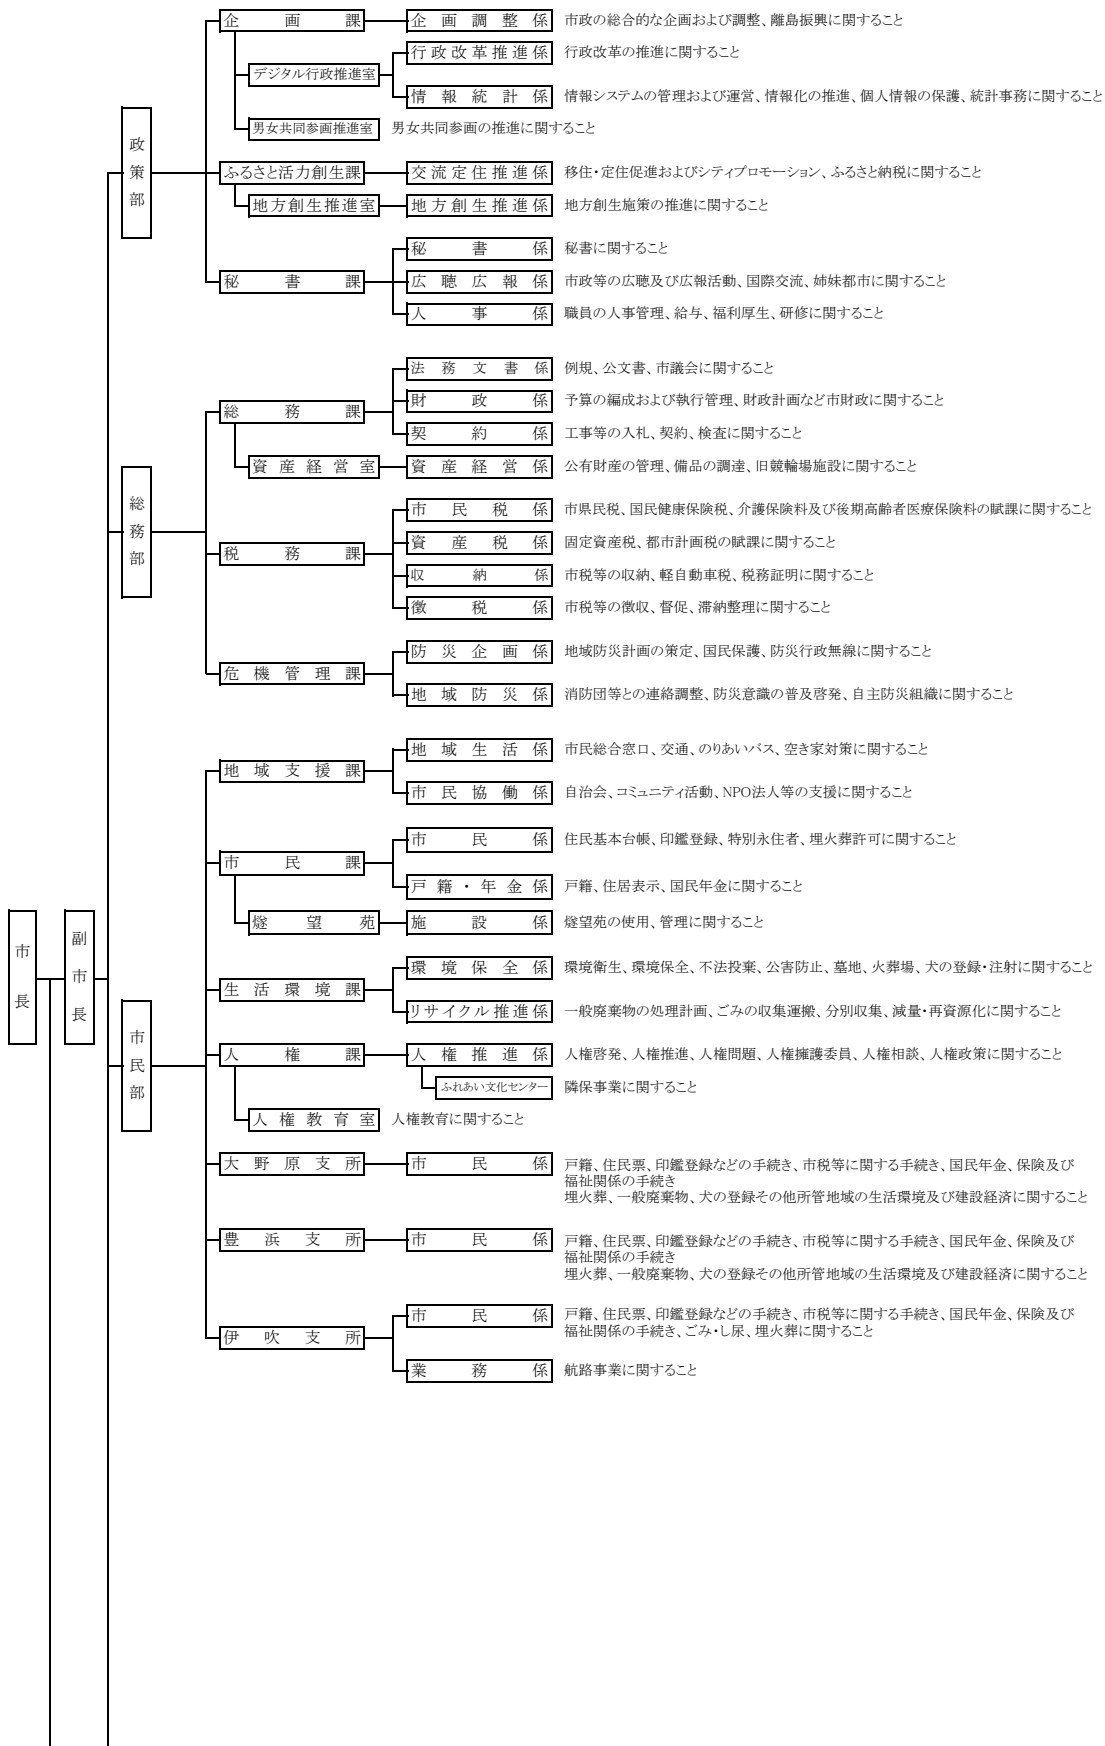 企画課 企画調整係 市政の総合的な企画および調整、離島振興に関すること
行政改革推進係 行政改革の推進に関すること
デジタル行政推進室
情報統計係 情報システムの管理および運営、情報化の推進、個人情報の保護、統計事務に関すること
男女共同参画推進室 男女共同参画の推進に関すること
政策部
ふるさと活力創生課 交流定住推進係 移住・定住促進およびシティプロモーション、ふるさと納税に関すること
地方創生推進室 地方創生推進係 地方創生施策の推進に関すること
秘書係 秘書に関すること
秘書課 広聴広報係 市政等の広聴及び広報活動、国際交流、姉妹都市に関すること
人事係 職員の人事管理、給与、福利厚生、研修に関すること
法務文書係 例規、公文書、市議会に関すること
総務課 財政係 予算の編成および執行管理、財政計画など市財政に関すること
契約係 工事等の入札、契約、検査に関すること
資産経営室 資産経営係 公有財産の管理、備品の調達、旧競輪場施設に関すること
総務部
市民税係 市県民税、国民健康保険税、介護保険料及び後期高齢者医療保険料の賦課に関すること
税務課 資産税係 固定資産税、都市計画税の賦課に関すること
収納係 市税等の収納、軽自動車税、税務証明に関すること
徴税係 市税等の徴収、督促、滞納整理に関すること
防災企画係 地域防災計画の策定、国民保護、防災行政無線に関すること
危機管理課
地域防災係 消防団等との連絡調整、防災意識の普及啓発、自主防災組織に関すること
地域生活係 市民総合窓口、交通、のりあいバス、空き家対策に関すること
地域支援課
市民協働係 自治会、コミュニティ活動、NPO法人等の支援に関すること
市民係 住民基本台帳、印鑑登録、特別永住者、埋火葬許可に関すること
市民課
戸籍・年金係 戸籍、住居表示、国民年金に関すること
燧望苑 施設係 燧望苑の使用、管理に関すること
市長
副市長
環境保全係 環境衛生、環境保全、不法投棄、公害防止、墓地、火葬場、犬の登録・注射に関すること
生活環境課
リサイクル推進係 一般廃棄物の処理計画、ごみの収集運搬、分別収集、減量・再資源化に関すること
市民部
人権課 人権推進係 人権啓発、人権推進、人権問題、人権擁護委員、人権相談、人権政策に関すること
ふれあい文化センター 隣保事業に関すること
人権教育室 人権教育に関すること
大野原支所 市民係 戸籍、住民票、印鑑登録などの手続き、市税等に関する手続き、国民年金、保険及び
福祉関係の手続き
埋火葬、一般廃棄物、犬の登録その他所管地域の生活環境及び建設経済に関すること
豊浜支所 市民係 戸籍、住民票、印鑑登録などの手続き、市税等に関する手続き、国民年金、保険及び
福祉関係の手続き
埋火葬、一般廃棄物、犬の登録その他所管地域の生活環境及び建設経済に関すること
市民係 戸籍、住民票、印鑑登録などの手続き、市税等に関する手続き、国民年金、保険及び
福祉関係の手続き、ごみ・し尿、埋火葬に関すること
伊吹支所
業務係 航路事業に関すること